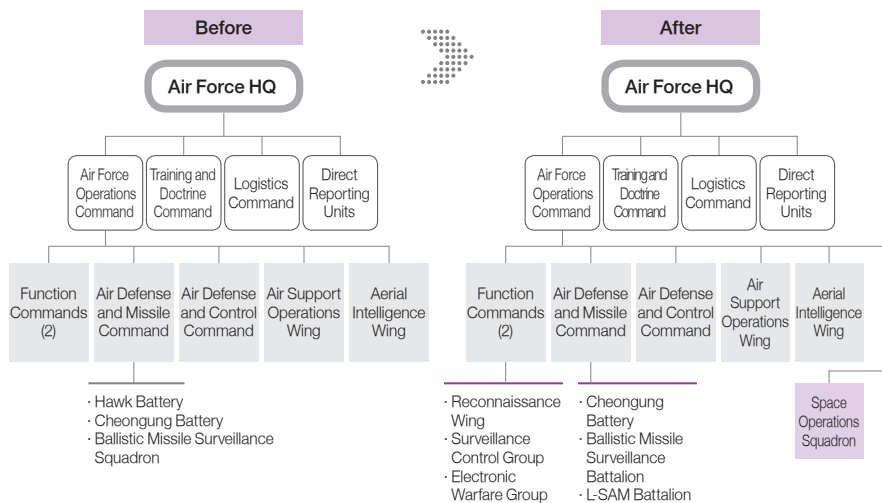 Before
Air Force HQ
Air Force
Operations
Command
Training and
Doctrine
Command
Logistics
Command
Direct
Reporting
Units
Function
Commands
(2)
Air Defense
and Missile
Command
Air Defense
and Control
Command
Air Support
Operations
Wing
Aerial
Intelligence
Wing
· Hawk Battery
· Cheongung Battery
· Ballistic Missile Surveillance
Squadron
After
Air Force HQ
Air Force
Operations
Command
Training and
Doctrine
Command
Logistics
Command
Direct
Reporting
Units
Function
Commands
(2)
Air Defense
and Missile
Command
Air Defense
and Control
Command
Air
Support
Operations
Wing
Aerial
Intelligence
Wing
· Reconnaissance
Wing
· Surveillance
Control Group
· Electronic
Warfare Group
· Cheongung
Battery
· Ballistic Missile
Surveillance
Battalion
· L-SAM Battalion
Space
Operations
Squadron